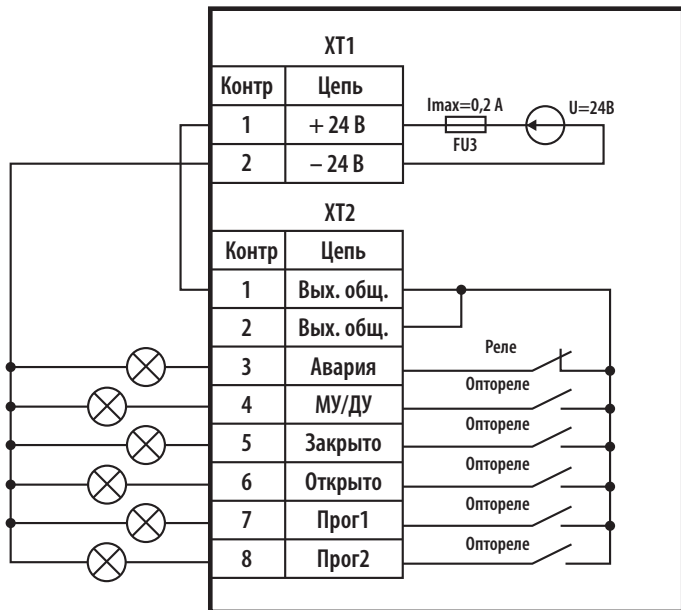 XT1
Контр Цепь
1 + 24 В
2 – 24 В
Imax=0,2 А
FU3
U=24В
XT2
Контр Цепь
1 Вых. общ.
2 Вых. общ.
3 Авария Реле
4 МУ/ДУ Оптореле
5 Закрыто Оптореле
6 Открыто Оптореле
7 Прог1 Оптореле
8 Прог2 Оптореле